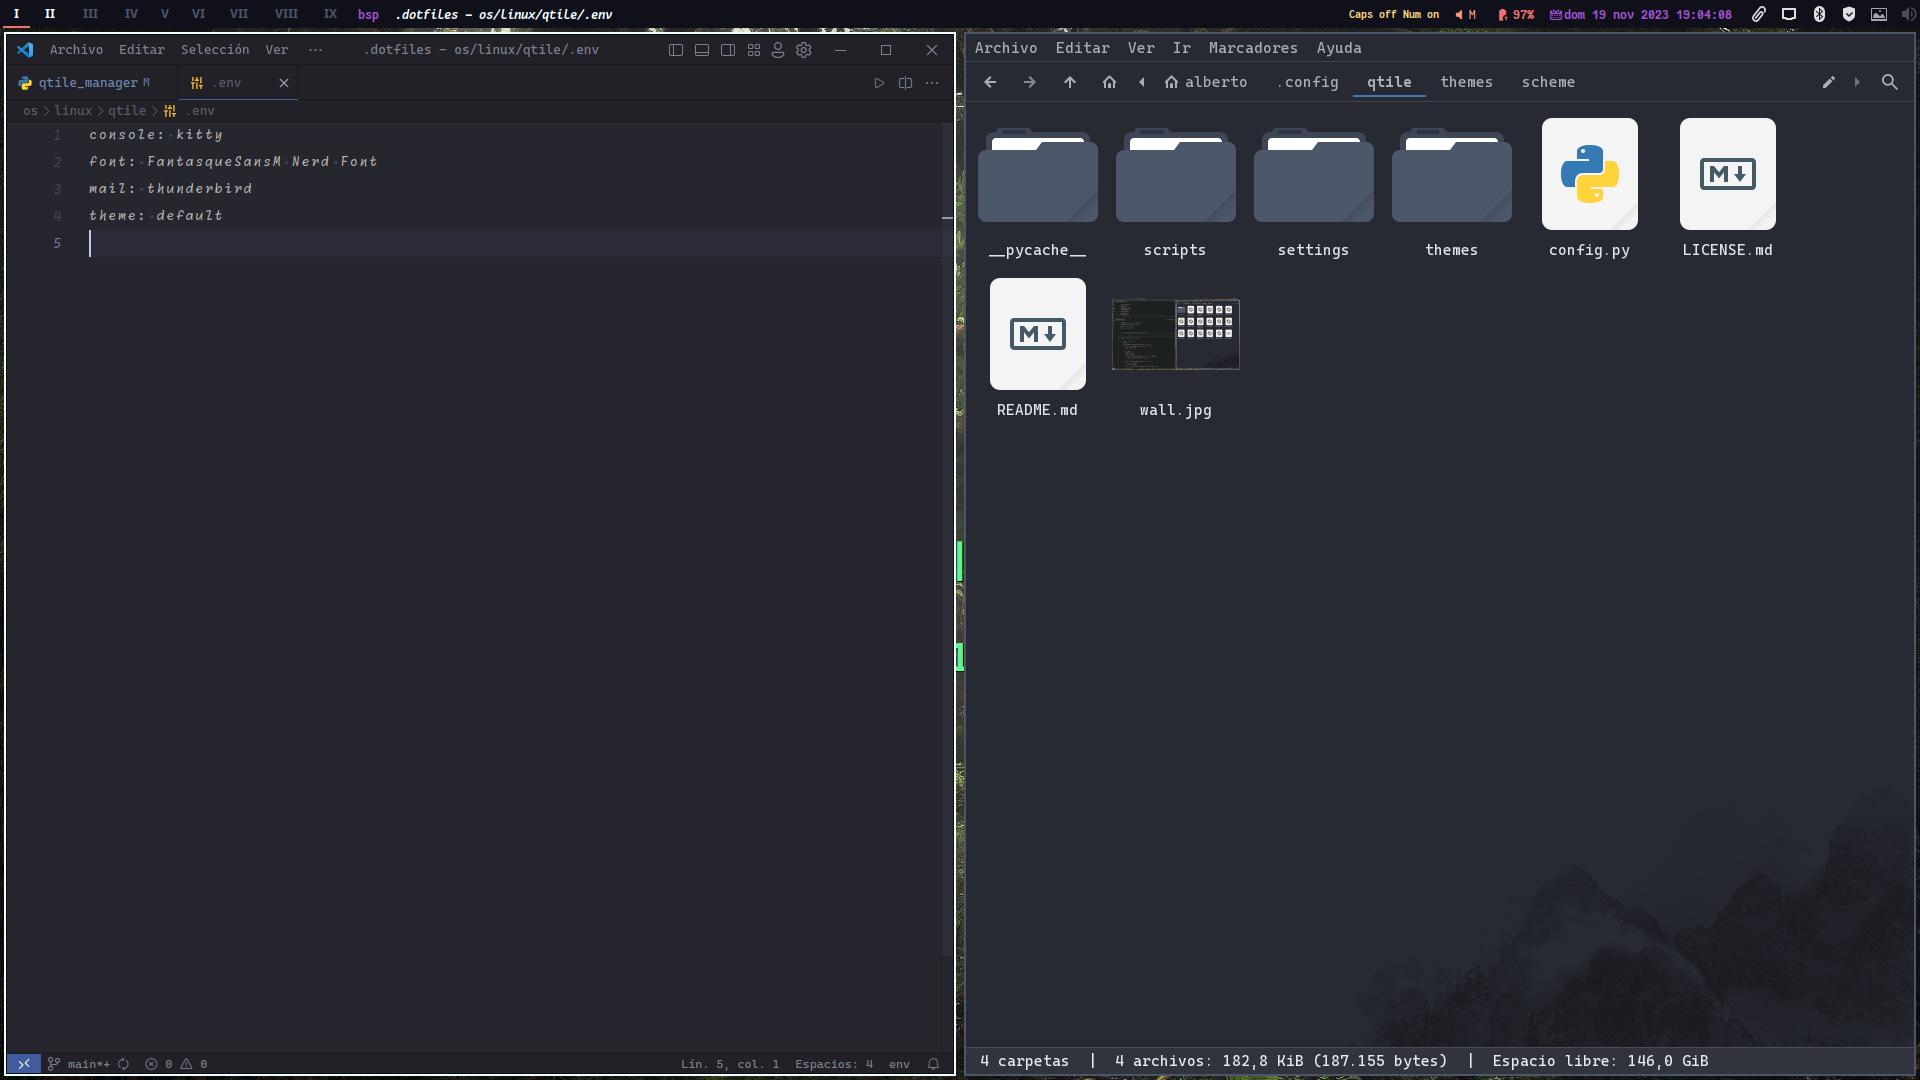 I II III IV V VI VII VIII IX bsp .dotfiles - os/linux/qtile/.env
Caps off Num on M 97% dom 19 nov 2023 19:04:08
Archivo Editar Selección Ver ··· .dotfiles - os/linux/qtile/.env
qtile_manager M .env
os > linux > qtile > .env
1 console: kitty
2 font: FantasqueSansM Nerd Font
3 mail: thunderbird
4 theme: default
5
main*+ 0 0 Lín. 5, col. 1 Espacios: 4 env
Archivo Editar Ver Ir Marcadores Ayuda
alberto .config qtile themes scheme
__pycache__ scripts settings themes config.py LICENSE.md
README.md wall.jpg
4 carpetas | 4 archivos: 182,8 KiB (187.155 bytes) | Espacio libre: 146,0 GiB